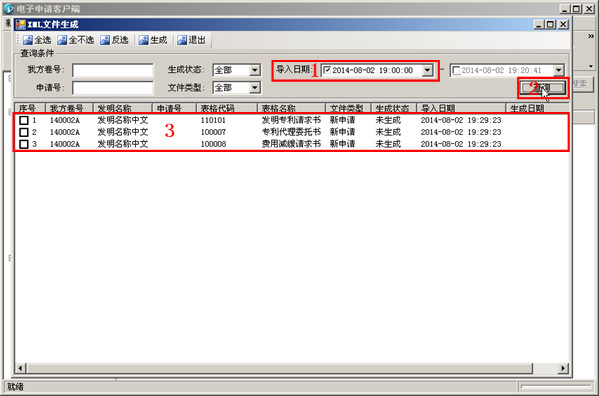 电子申请客户端
XML文件生成
全选 全不选 反选 生成 退出
查询条件
我方卷号: 生成状态: 全部 导入日期: 1 2014-08-02 19:00:00 - 2014-08-02 19:20:41
申请号: 文件类型: 全部 2 搜索
序号 我方卷号 发明名称 申请号 表格代码 表格名称 文件类型 生成状态 导入日期 生成日期
1 140002A 发明名称中文 110101 发明专利请求书 新申请 未生成 2014-08-02 19:29:23
2 140002A 发明名称中文 3 100007 专利代理委托书 新申请 未生成 2014-08-02 19:29:23
3 140002A 发明名称中文 100008 费用减缓请求书 新申请 未生成 2014-08-02 19:29:23
就绪